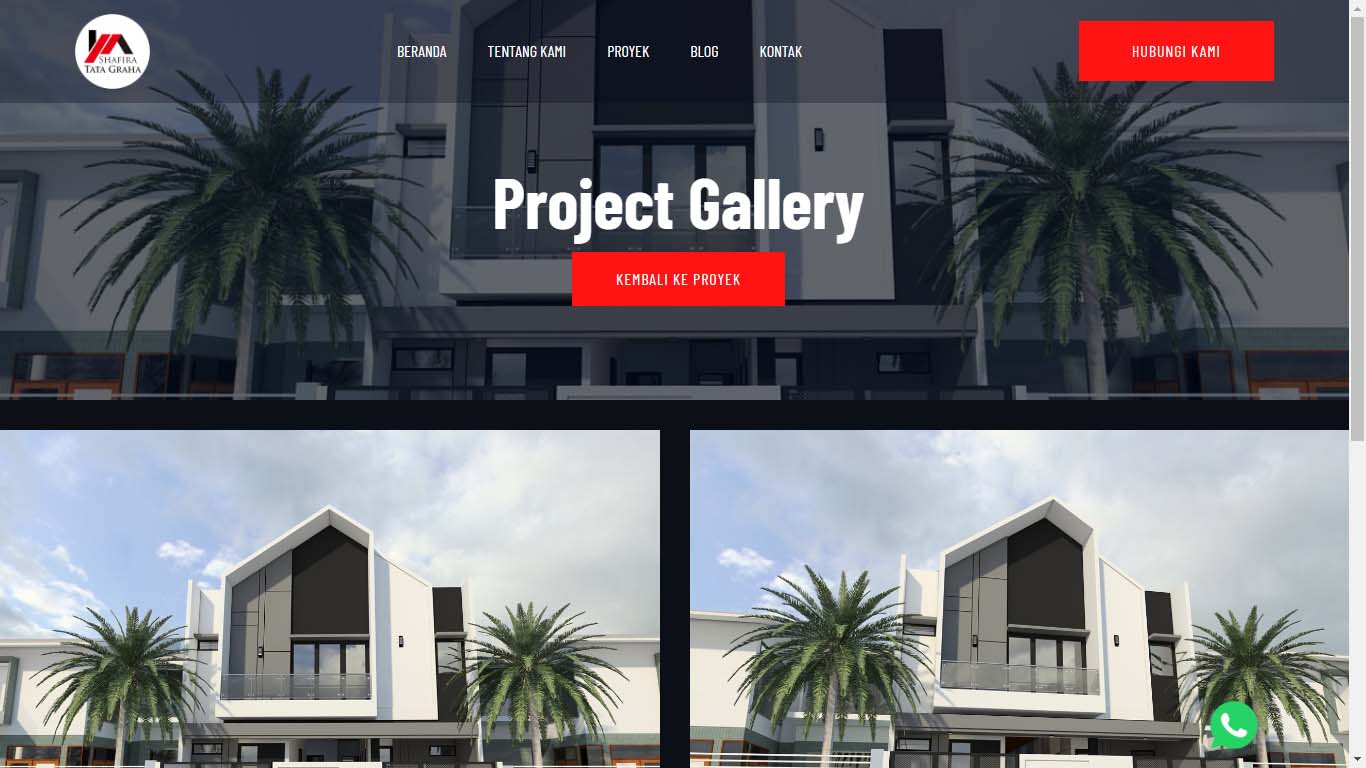 SHAFIRA
TATA GRAHA
BERANDA
TENTANG KAMI
PROYEK
BLOG
KONTAK
HUBUNGI KAMI
Project Gallery
KEMBALI KE PROYEK